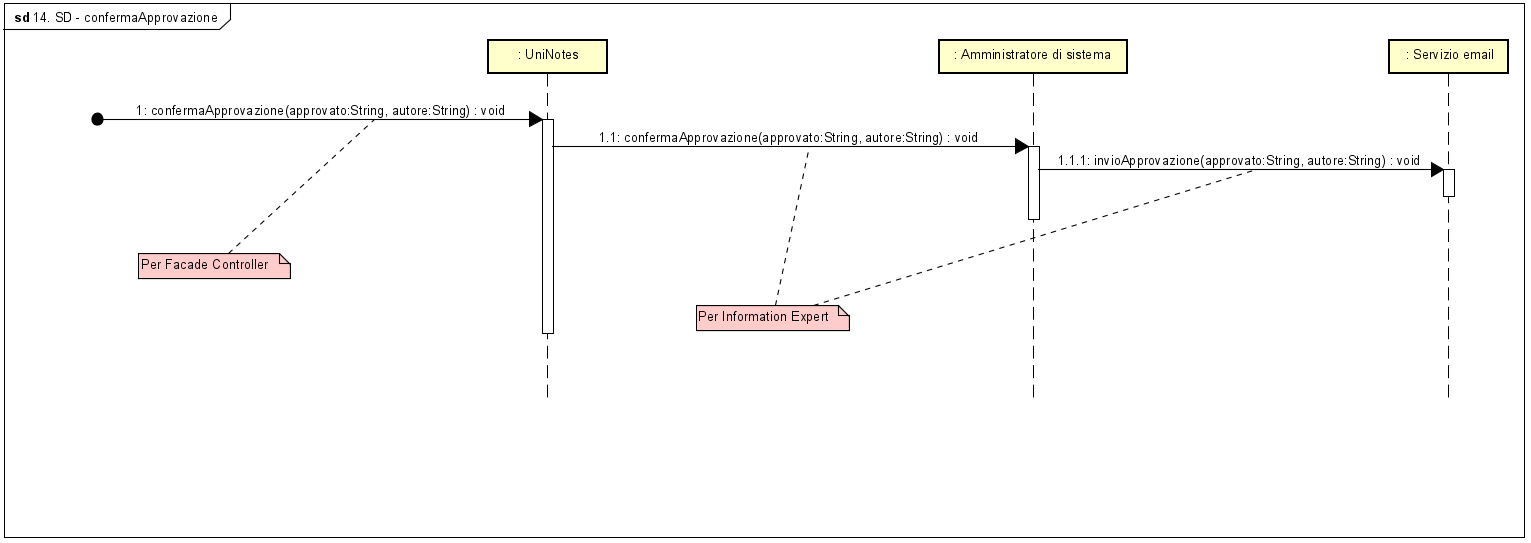 sd 14. SD - confermaApprovazione
: UniNotes
: Amministratore di sistema
: Servizio email
1: confermaApprovazione(approvato:String, autore:String) : void
1.1: confermaApprovazione(approvato:String, autore:String) : void
1.1.1: invioApprovazione(approvato:String, autore:String) : void
Per Facade Controller
Per Information Expert